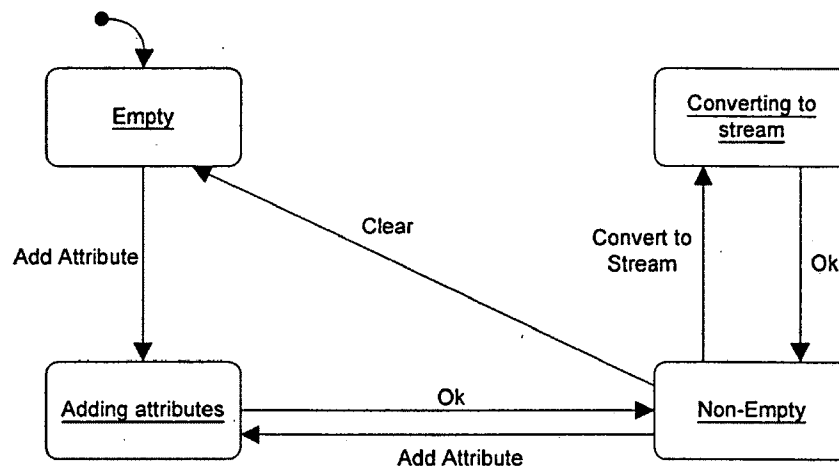 Empty
Converting to
stream
Clear
Convert to
Stream
Add Attribute
Ok
Adding attributes
Ok
Non-Empty
Add Attribute